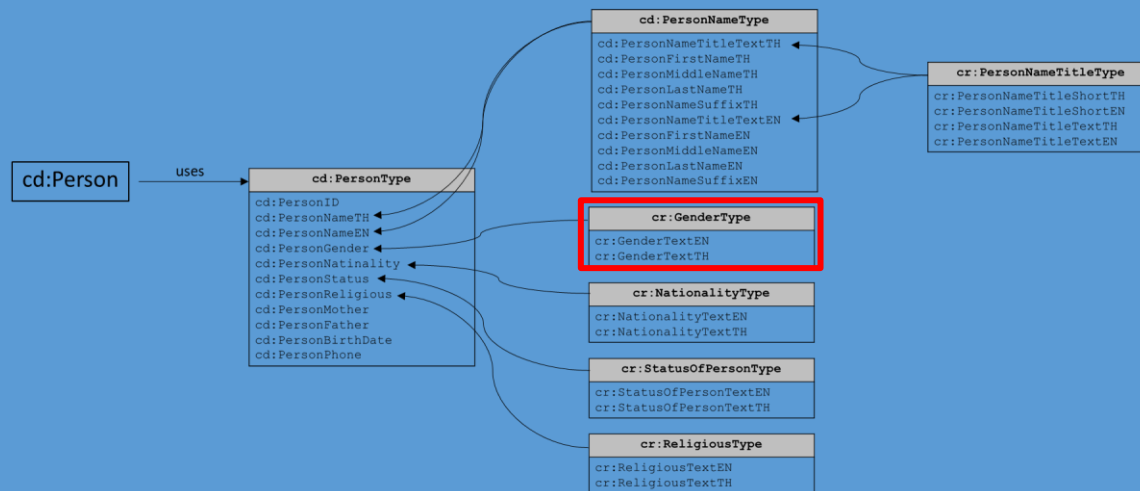 cd:Person
uses
cd:PersonType
cd:PersonID
cd:PersonNameTH
cd:PersonNameEN
cd:PersonGender
cd:PersonNatinality
cd:PersonStatus
cd:PersonReligious
cd:PersonMother
cd:PersonFather
cd:PersonBirthDate
cd:PersonPhone
cd:PersonNameType
cd:PersonNameTitleTextTH
cd:PersonFirstNameTH
cd:PersonMiddleNameTH
cd:PersonLastNameTH
cd:PersonNameSuffixTH
cd:PersonNameTitleTextEN
cd:PersonFirstNameEN
cd:PersonMiddleNameEN
cd:PersonLastNameEN
cd:PersonNameSuffixEN
cr:PersonNameTitleType
cr:PersonNameTitleShortTH
cr:PersonNameTitleShortEN
cr:PersonNameTitleTextTH
cr:PersonNameTitleTextEN
cr:GenderType
cr:GenderTextEN
cr:GenderTextTH
cr:NationalityType
cr:NationalityTextEN
cr:NationalityTextTH
cr:StatusOfPersonType
cr:StatusOfPersonTextEN
cr:StatusOfPersonTextTH
cr:ReligiousType
cr:ReligiousTextEN
cr:ReligiousTextTH